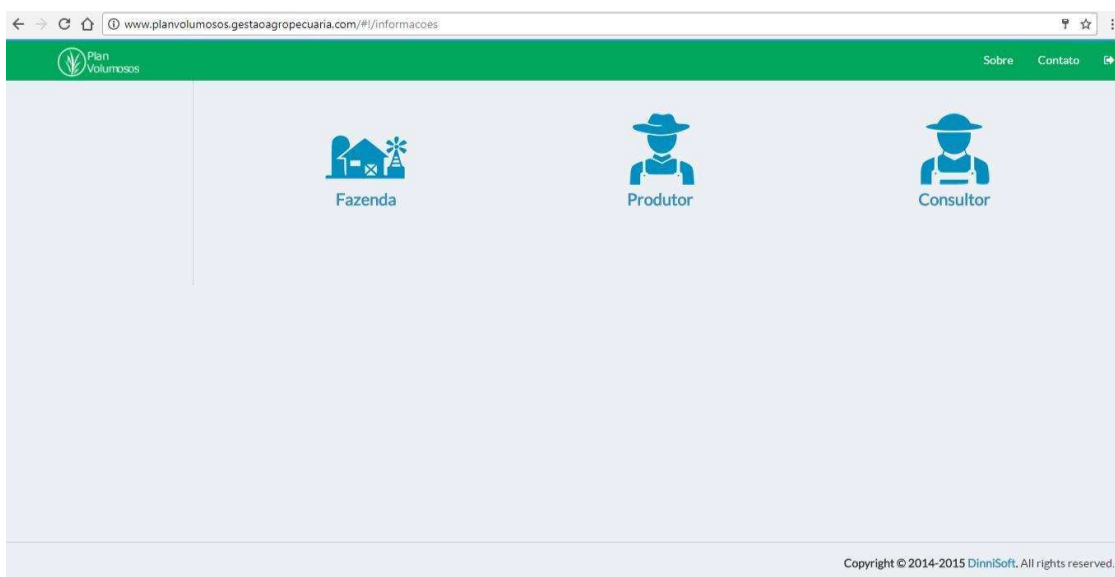 www.planvolumosos.gestaoagropecuaria.com/#!/informacoes
Plan
Volumosos
Sobre Contato
Fazenda Produtor Consultor
Copyright © 2014-2015 DinniSoft. All rights reserved.